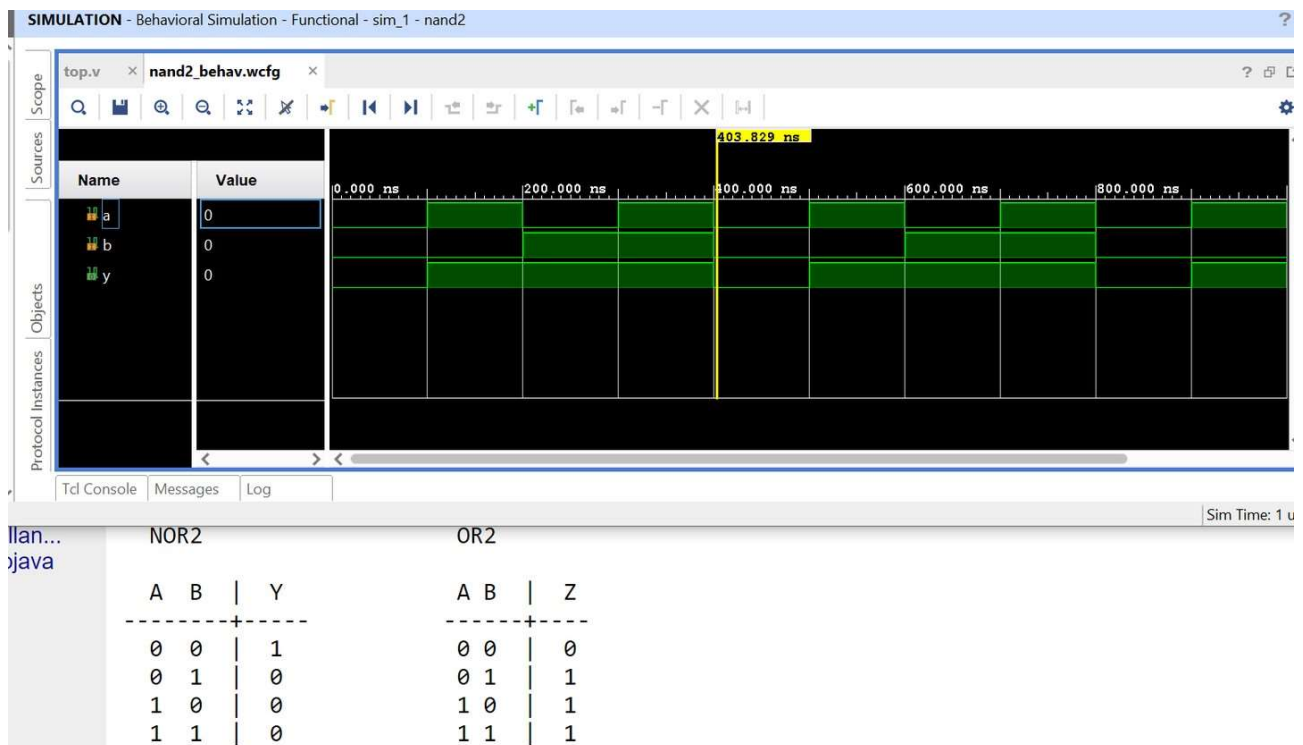 SIMULATION - Behavioral Simulation - Functional - sim_1 - nand2 ?
Scope
Sources
Objects
Protocol Instances
top.v × nand2_behav.wcfg × ?
403.829 ns
Name Value
0.000 ns 200.000 ns 400.000 ns 600.000 ns 800.000 ns
a 0
b 0
y 0
Tcl Console Messages Log
Sim Time: 1 u
llan...
ojava
NOR2 OR2
A B | Y A B | Z
--------+----- ------+----
0 0 | 1 0 0 | 0
0 1 | 0 0 1 | 1
1 0 | 0 1 0 | 1
1 1 | 0 1 1 | 1